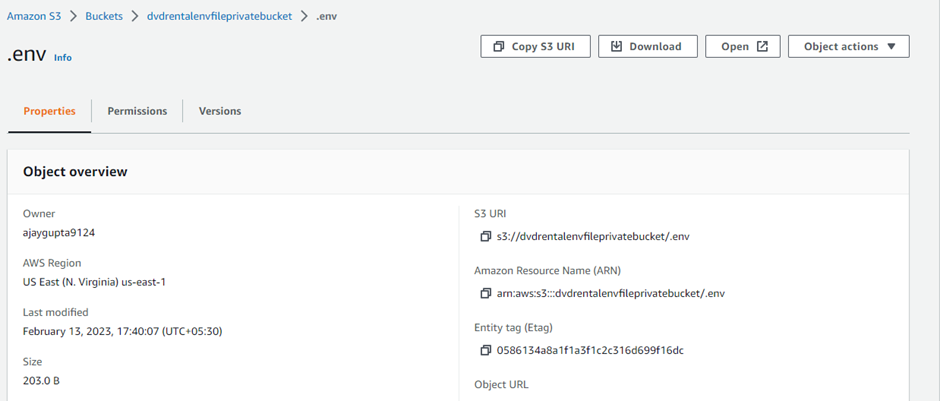 Amazon S3 > Buckets > dvdrentalenvfileprivatebucket > .env
.env Info
Copy S3 URI Download Open Object actions
Properties Permissions Versions
Object overview
Owner
ajaygupta9124
AWS Region
US East (N. Virginia) us-east-1
Last modified
February 13, 2023, 17:40:07 (UTC+05:30)
Size
203.0 B
S3 URI
s3://dvdrentalenvfileprivatebucket/.env
Amazon Resource Name (ARN)
arn:aws:s3:::dvdrentalenvfileprivatebucket/.env
Entity tag (Etag)
0586134a8a1f1a3f1c2c316d699f16dc
Object URL